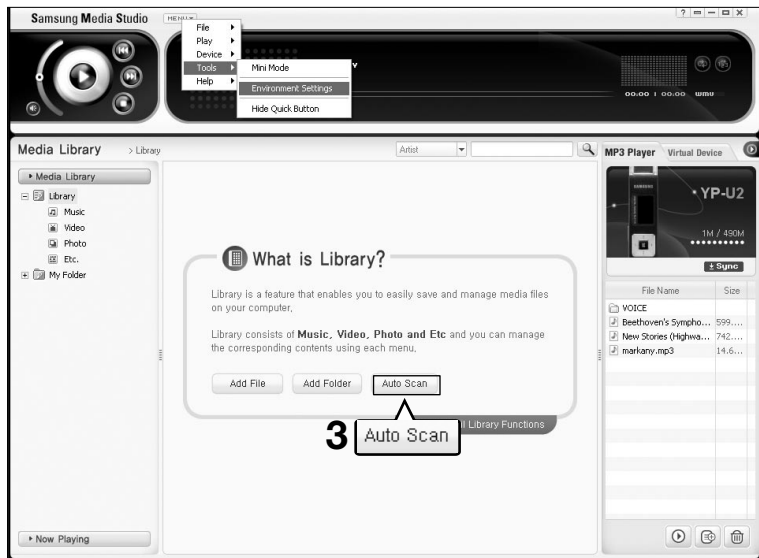 Samsung Media Studio
MENU
File
Play
Device
Tools
Help
Mini Mode
Environment Settings
Hide Quick Button
00:00 | 00:00 wmv
Media Library > Library
Artist
Media Library
Library
Music
Video
Photo
Etc.
My Folder
Now Playing
What is Library?
Library is a feature that enables you to easily save and manage media files
on your computer.
Library consists of Music, Video, Photo and Etc and you can manage
the corresponding contents using each menu.
Add File
Add Folder
Auto Scan
3 Auto Scan
Library Functions
MP3 Player
Virtual Device
SAMSUNG
YP-U2
1M / 490M
Sync
File Name Size
VOICE
Beethoven's Sympho... 599....
New Stories (Highwa... 742....
markany.mp3 14.6...